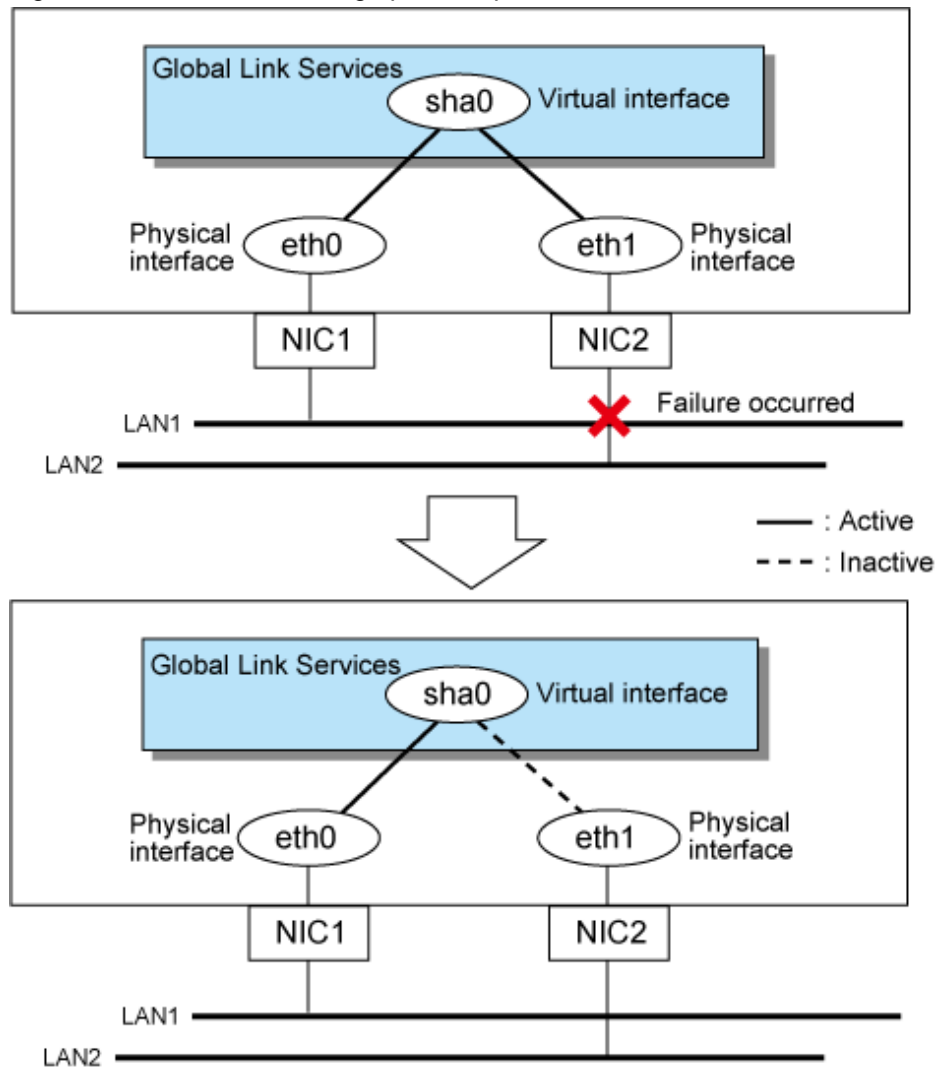 Global Link Services
sha0
Virtual interface
Physical
interface
eth0
eth1
Physical
interface
NIC1
NIC2
Failure occurred
LAN1
LAN2
: Active
: Inactive
Global Link Services
sha0
Virtual interface
Physical
interface
eth0
eth1
Physical
interface
NIC1
NIC2
LAN1
LAN2